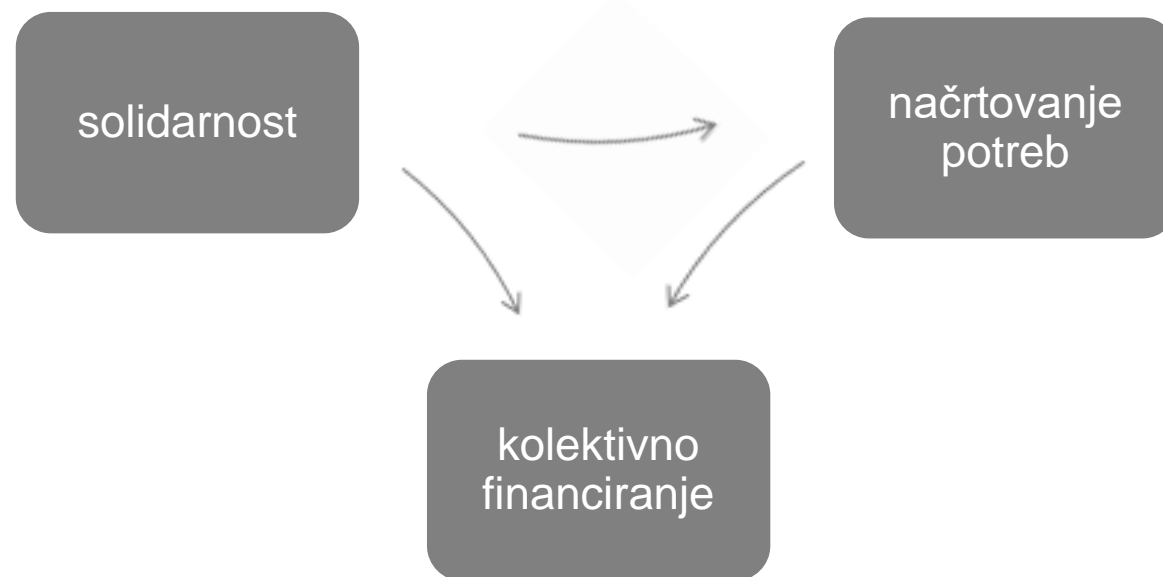 solidarnost
načrtovanje
potreb
kolektivno
financiranje